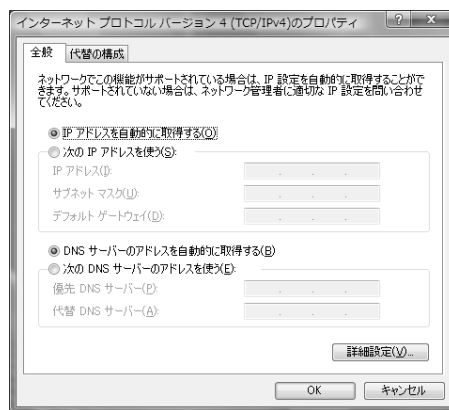 インターネット プロトコル バージョン 4 (TCP/IPv4)のプロパティ
全般 代替の構成
ネットワークでこの機能がサポートされている場合は、IP 設定を自動的に取得することがで
きます。サポートされていない場合は、ネットワーク管理者に適切な IP 設定を問い合わせ
てください。
IP アドレスを自動的に取得する(O)
次の IP アドレスを使う(S):
IP アドレス(I):
サブネット マスク(U):
デフォルト ゲートウェイ(D):
DNS サーバーのアドレスを自動的に取得する(B)
次の DNS サーバーのアドレスを使う(E):
優先 DNS サーバー(P):
代替 DNS サーバー(A):
詳細設定(V)...
OK キャンセル